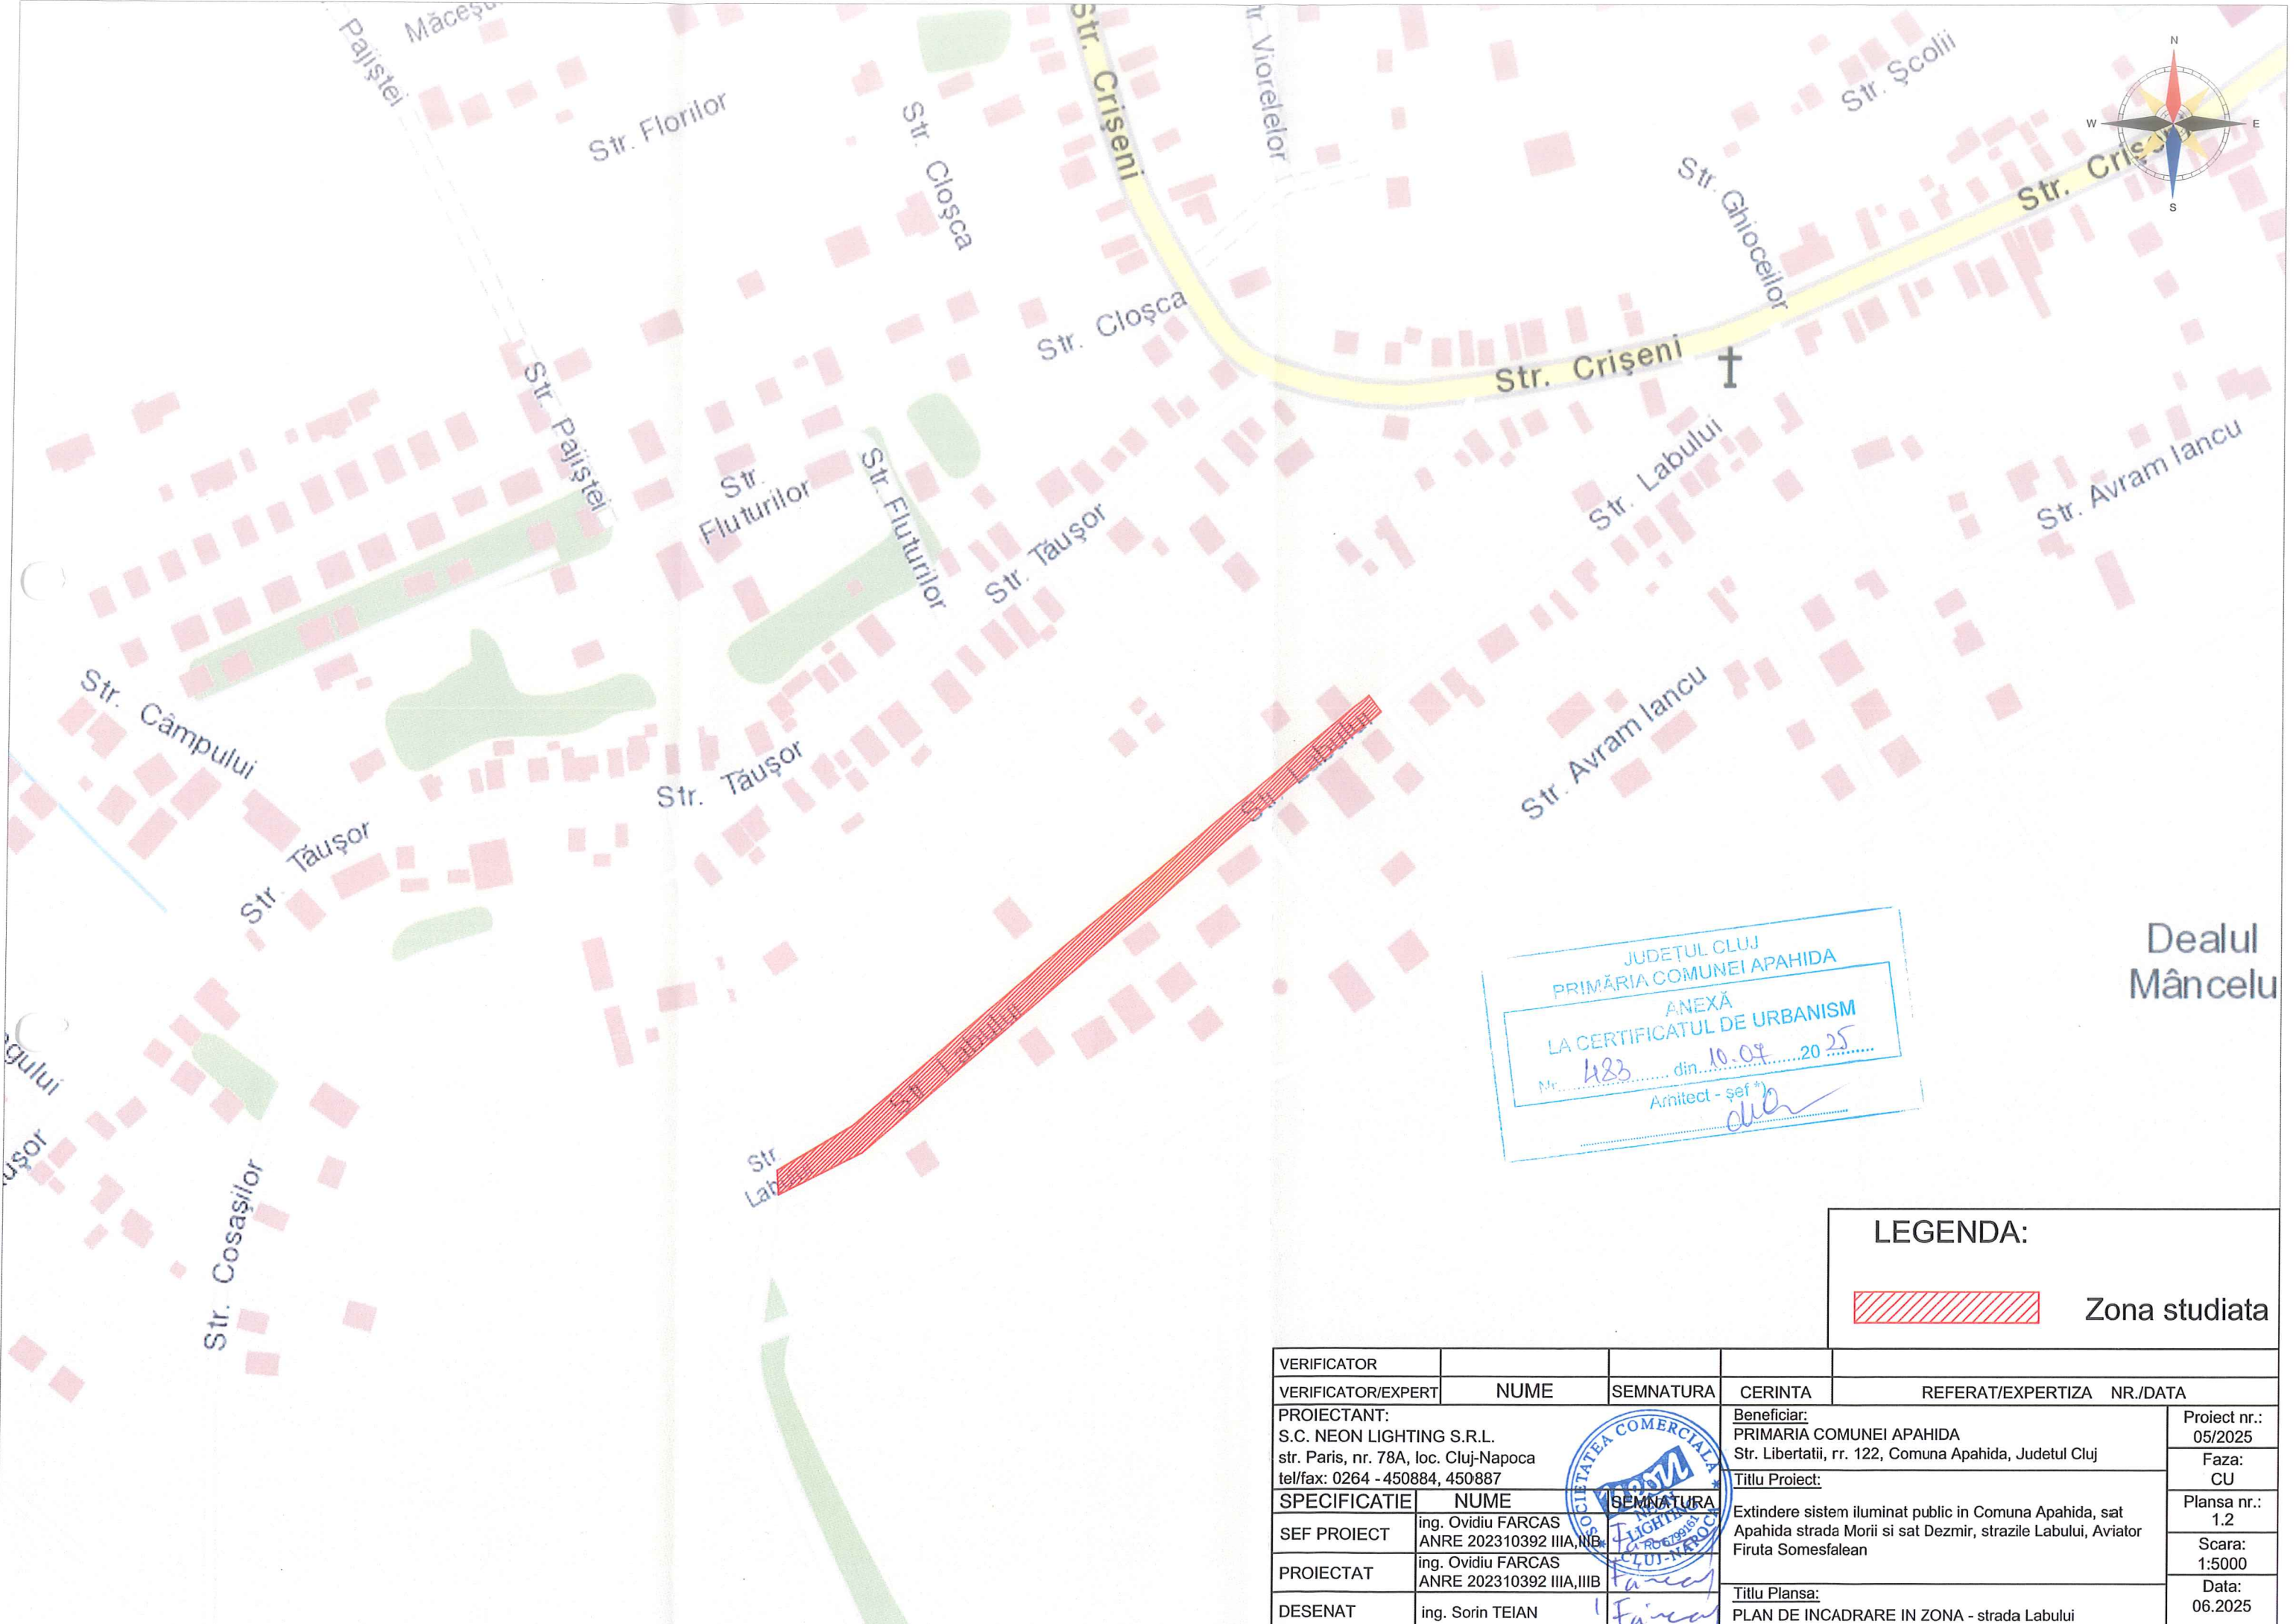 Pajiştei
Str. Florilor
Str. Cloşca
Str. Crişeni
Viorelelor
Str. Şcolii
N
W
E
S
Str. Ghioceilor
Str.
Str. Cloşca
Str. Crişeni
Str. Pajiştei
Str.
Fluturilor
Str. Fluturilor
Str. Tăuşor
Str. Labului
Str. Avram Iancu
Str. Câmpului
Str. Tăuşor
Str. Tăuşor
Str. Labului
Str. Avram Iancu
Dealul
Mâncelu
Str. Labului
Str.
Str. Cosaşilor
JUDEŢUL CLUJ
PRIMĂRIA COMUNEI APAHIDA
ANEXĂ
LA CERTIFICATUL DE URBANISM
Nr. 483 din 10.07 20 25
Arhitect - şef *)
LEGENDA:
Zona studiata
VERIFICATOR
VERIFICATOR/EXPERT NUME SEMNATURA CERINTA REFERAT/EXPERTIZA NR./DATA
PROIECTANT:
S.C. NEON LIGHTING S.R.L.
str. Paris, nr. 78A, loc. Cluj-Napoca
tel/fax: 0264 - 450884, 450887
SOCIETATEA COMERCIALA
neon
NEON
LIGHTING
RO 6799161
CLUJ-NAPOCA
Beneficiar:
PRIMARIA COMUNEI APAHIDA
Str. Libertatii, rr. 122, Comuna Apahida, Judetul Cluj
Proiect nr.:
05/2025
Faza:
CU
SPECIFICATIE NUME SEMNATURA
SEF PROIECT ing. Ovidiu FARCAS
ANRE 202310392 IIIA,IIIB
PROIECTAT ing. Ovidiu FARCAS
ANRE 202310392 IIIA,IIIB
DESENAT ing. Sorin TEIAN
Titlu Proiect:
Extindere sistem iluminat public in Comuna Apahida, sat
Apahida strada Morii si sat Dezmir, strazile Labului, Aviator
Firuta Somesfalean
Plansa nr.:
1.2
Scara:
1:5000
Titlu Plansa:
PLAN DE INCADRARE IN ZONA - strada Labului
Data:
06.2025